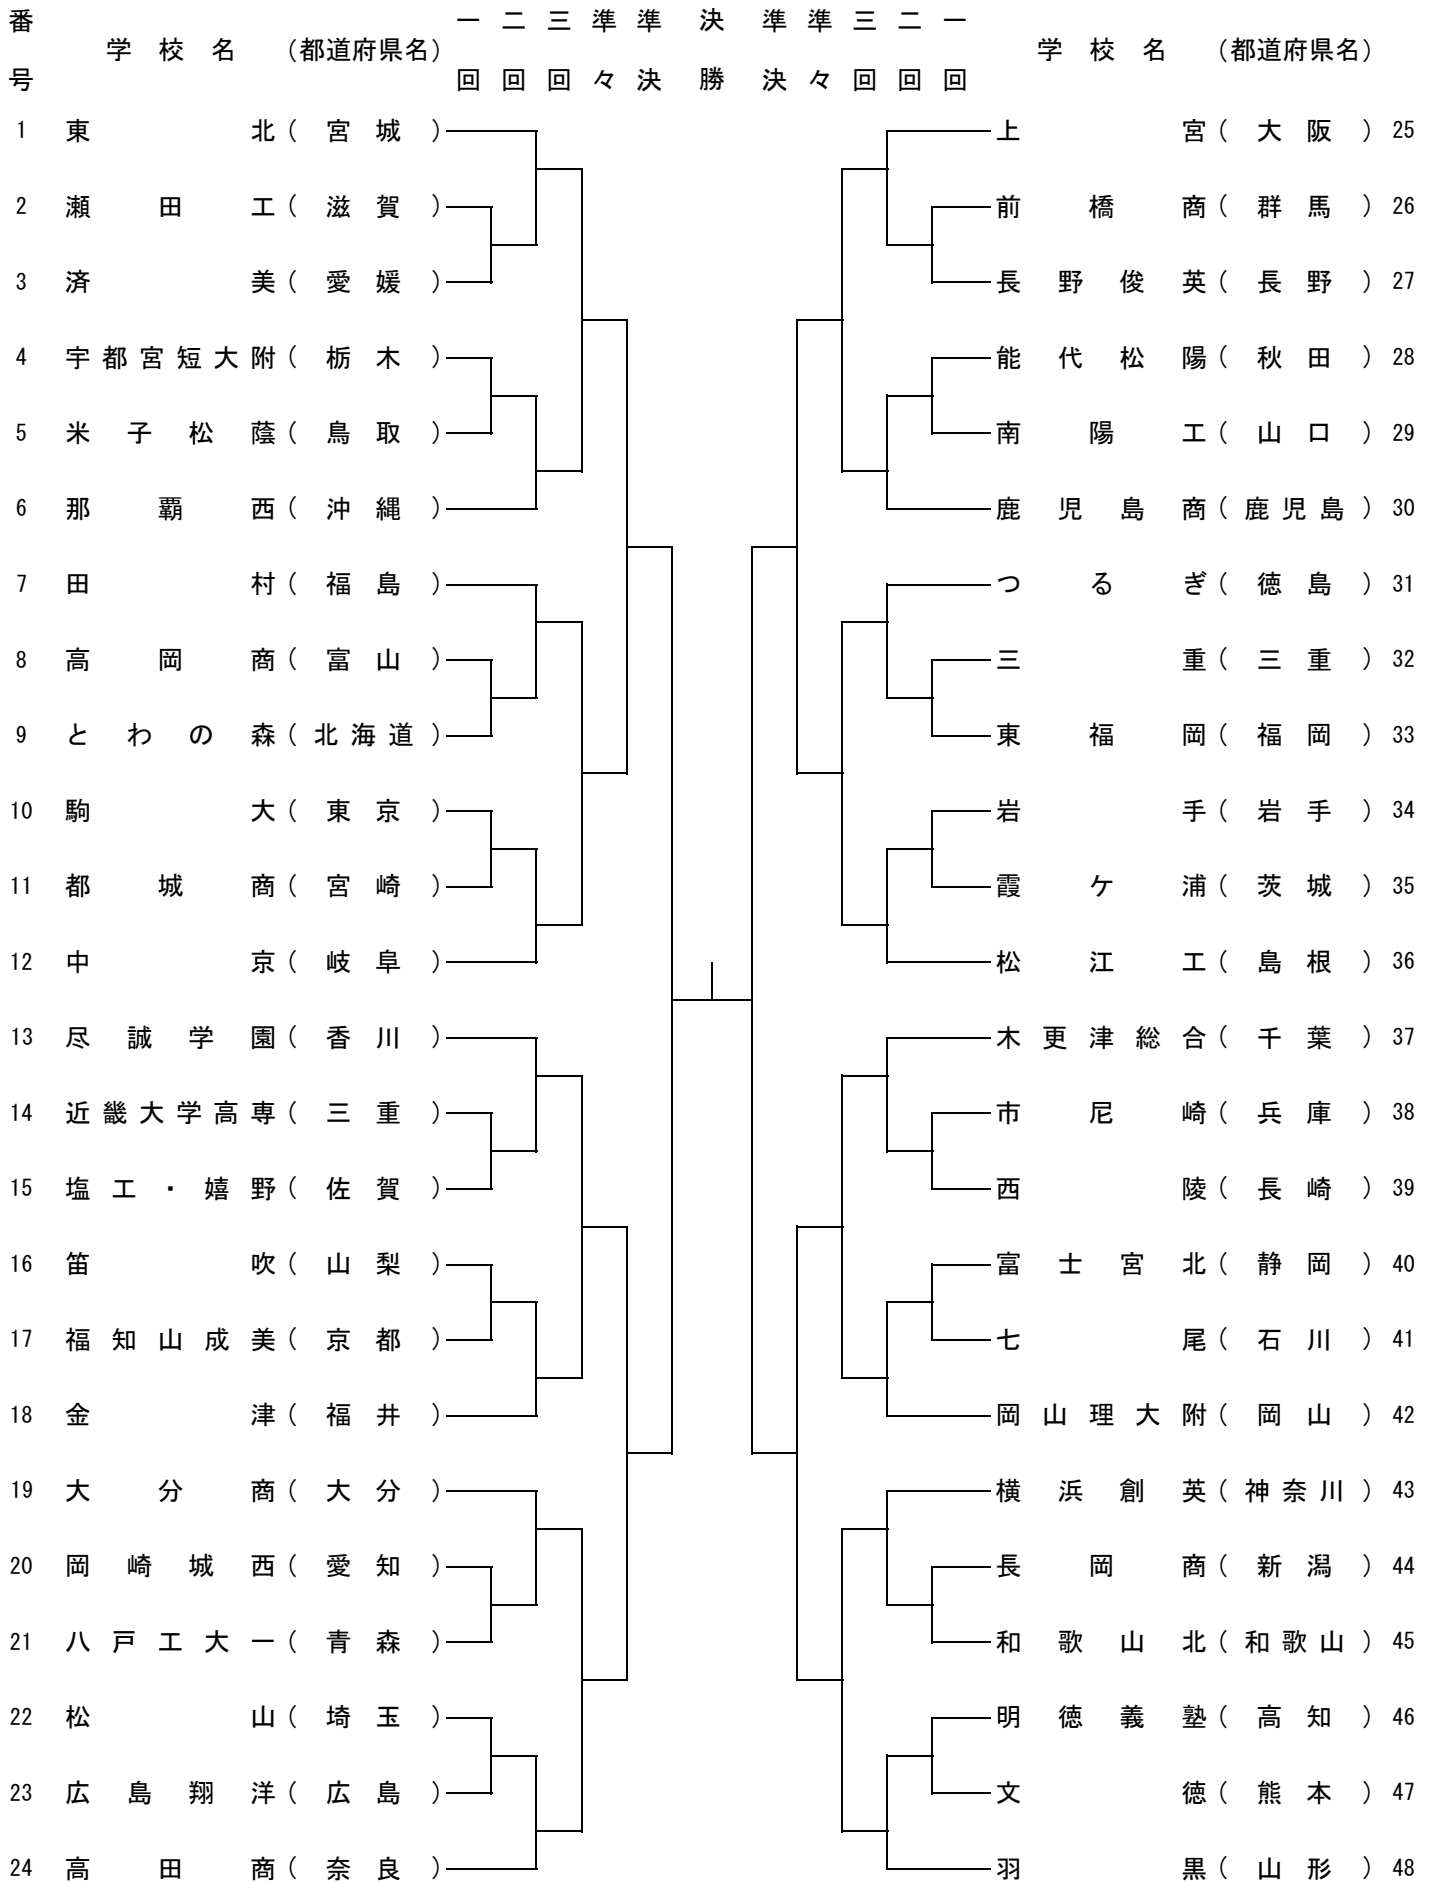 番 一 二 三 準 準 決 準 準 三 二 一
学 校 名 （都道府県名） 学 校 名 （都道府県名）
号 回 回 回 々 決 勝 決 々 回 回 回
1 東 北 （ 宮 城 ） 上 宮 （ 大 阪 ） 25
2 瀬 田 工 （ 滋 賀 ） 前 橋 商 （ 群 馬 ） 26
3 済 美 （ 愛 媛 ） 長 野 俊 英 （ 長 野 ） 27
4 宇 都 宮 短 大 附 （ 栃 木 ） 能 代 松 陽 （ 秋 田 ） 28
5 米 子 松 蔭 （ 鳥 取 ） 南 陽 工 （ 山 口 ） 29
6 那 覇 西 （ 沖 縄 ） 鹿 児 島 商 （ 鹿 児 島 ） 30
7 田 村 （ 福 島 ） つ る ぎ （ 徳 島 ） 31
8 高 岡 商 （ 富 山 ） 三 重 （ 三 重 ） 32
9 と わ の 森 （ 北 海 道 ） 東 福 岡 （ 福 岡 ） 33
10 駒 大 （ 東 京 ） 岩 手 （ 岩 手 ） 34
11 都 城 商 （ 宮 崎 ） 霞 ケ 浦 （ 茨 城 ） 35
12 中 京 （ 岐 阜 ） 松 江 工 （ 島 根 ） 36
13 尽 誠 学 園 （ 香 川 ） 木 更 津 総 合 （ 千 葉 ） 37
14 近 畿 大 学 高 専 （ 三 重 ） 市 尼 崎 （ 兵 庫 ） 38
15 塩 工 ・ 嬉 野 （ 佐 賀 ） 西 陵 （ 長 崎 ） 39
16 笛 吹 （ 山 梨 ） 富 士 宮 北 （ 静 岡 ） 40
17 福 知 山 成 美 （ 京 都 ） 七 尾 （ 石 川 ） 41
18 金 津 （ 福 井 ） 岡 山 理 大 附 （ 岡 山 ） 42
19 大 分 商 （ 大 分 ） 横 浜 創 英 （ 神 奈 川 ） 43
20 岡 崎 城 西 （ 愛 知 ） 長 岡 商 （ 新 潟 ） 44
21 八 戸 工 大 一 （ 青 森 ） 和 歌 山 北 （ 和 歌 山 ） 45
22 松 山 （ 埼 玉 ） 明 徳 義 塾 （ 高 知 ） 46
23 広 島 翔 洋 （ 広 島 ） 文 徳 （ 熊 本 ） 47
24 高 田 商 （ 奈 良 ） 羽 黒 （ 山 形 ） 48